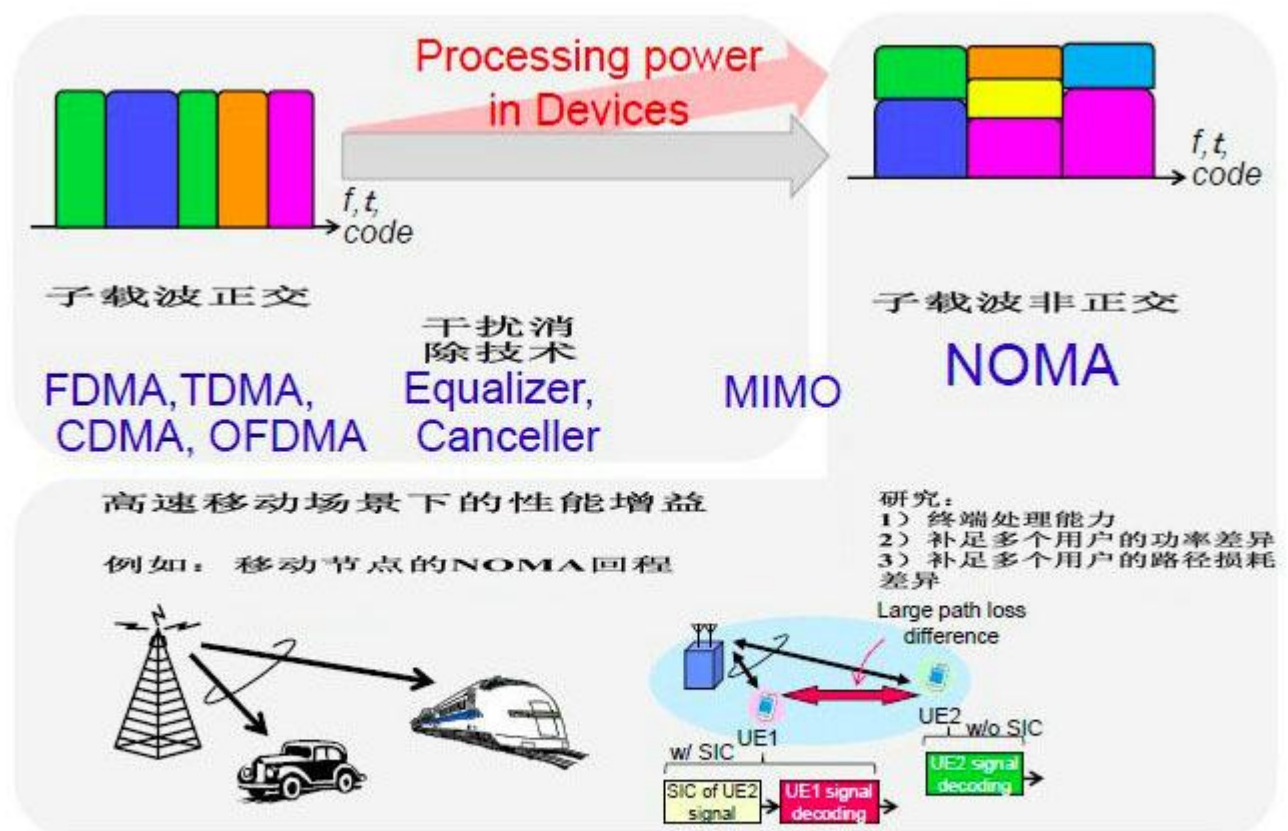 Processing power
in Devices
f, t,
code
f, t,
code
子载波正交
干扰消
除技术
子载波非正交
FDMA,TDMA,
CDMA, OFDMA
Equalizer,
Canceller
MIMO
NOMA
高速移动场景下的性能增益
例如：移动节点的NOMA回程
研究：
1）终端处理能力
2）补足多个用户的功率差异
3）补足多个用户的路径损耗
差异
Large path loss
difference
UE1
UE2
w/ SIC
w/o SIC
SIC of UE2
signal
UE1 signal
decoding
UE2 signal
decoding